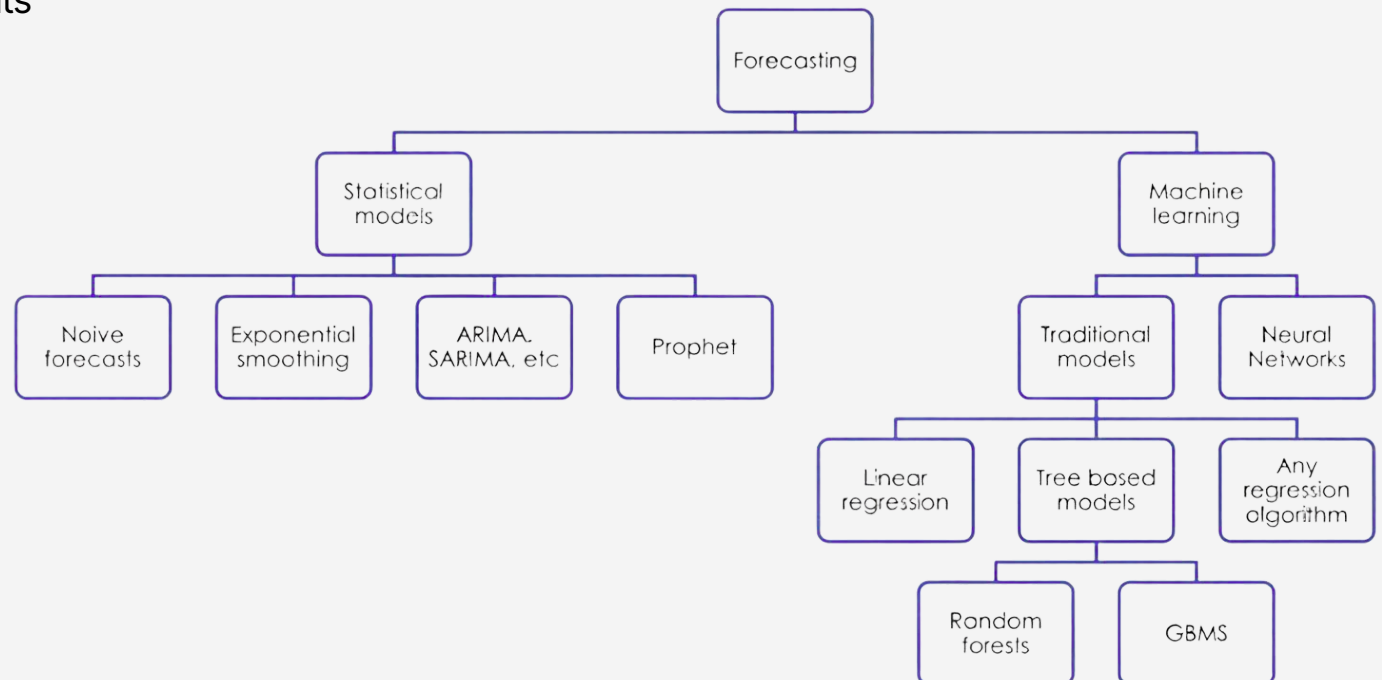 Forecasting
Statistical
models
Machine
learning
Noive
forecasts
Exponential
smoothing
ARIMA.
SARIMA, etc
Prophet
Traditional
models
Neural
Networks
Linear
regression
Tree bosed
models
Any
regression
olgorithm
Rondom
forests
GBMS